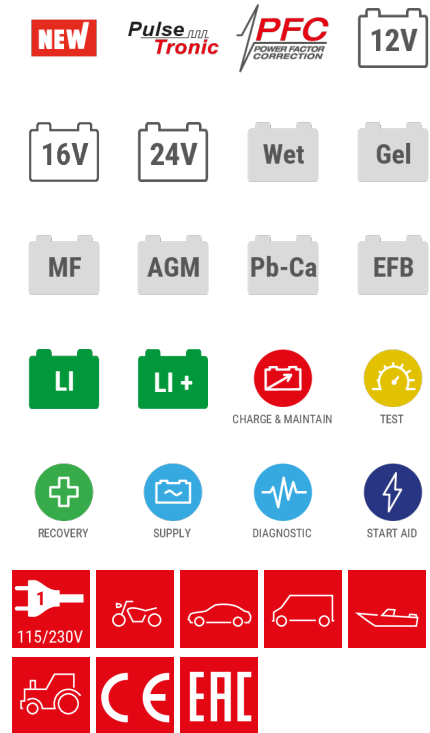 NEW
Pulse
Tronic
PFC
POWER FACTOR
CORRECTION
12V
16V
24V
Wet
Gel
MF
AGM
Pb-Ca
EFB
LI
LI +
CHARGE & MAINTAIN
TEST
RECOVERY
SUPPLY
DIAGNOSTIC
START AID
1
115/230V
CE
EAC